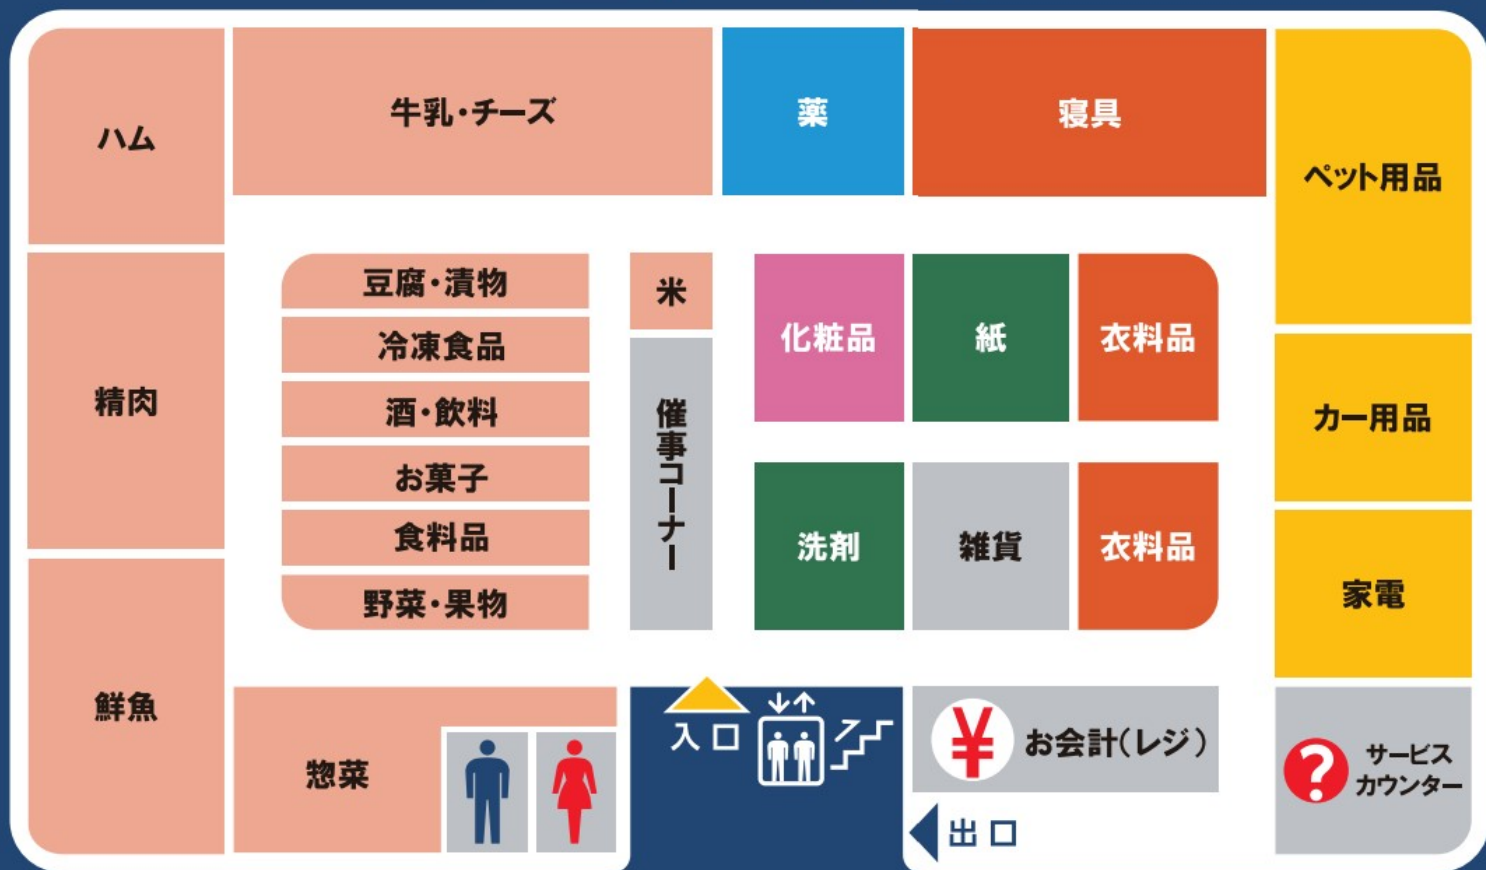 ハム
牛乳・チーズ
薬
寝具
ペット用品
豆腐・漬物
冷凍食品
酒・飲料
お菓子
食料品
野菜・果物
米
催事コーナー
化粧品
紙
衣料品
精肉
カー用品
洗剤
雑貨
衣料品
家電
鮮魚
惣菜
入口
¥
お会計(レジ)
出口
?
サービス
カウンター